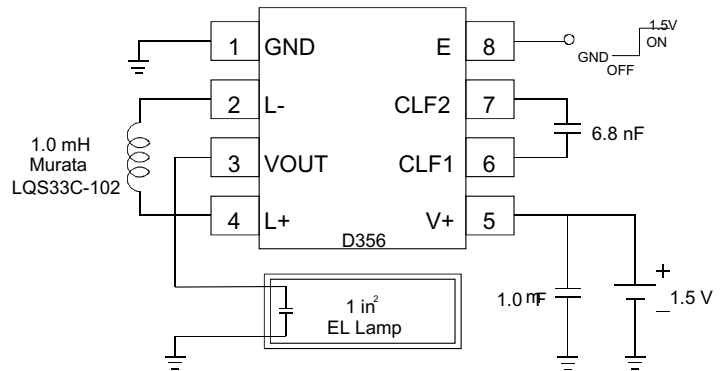 1 GND
2 L-
3 VOUT
4 L+
E 8
CLF2 7
CLF1 6
V+ 5
D356
1.5V
ON
GND
OFF
6.8 nF
1.0 mH
Murata
LQS33C-102
1 in²
EL Lamp
1.0 mF
+
_
1.5 V